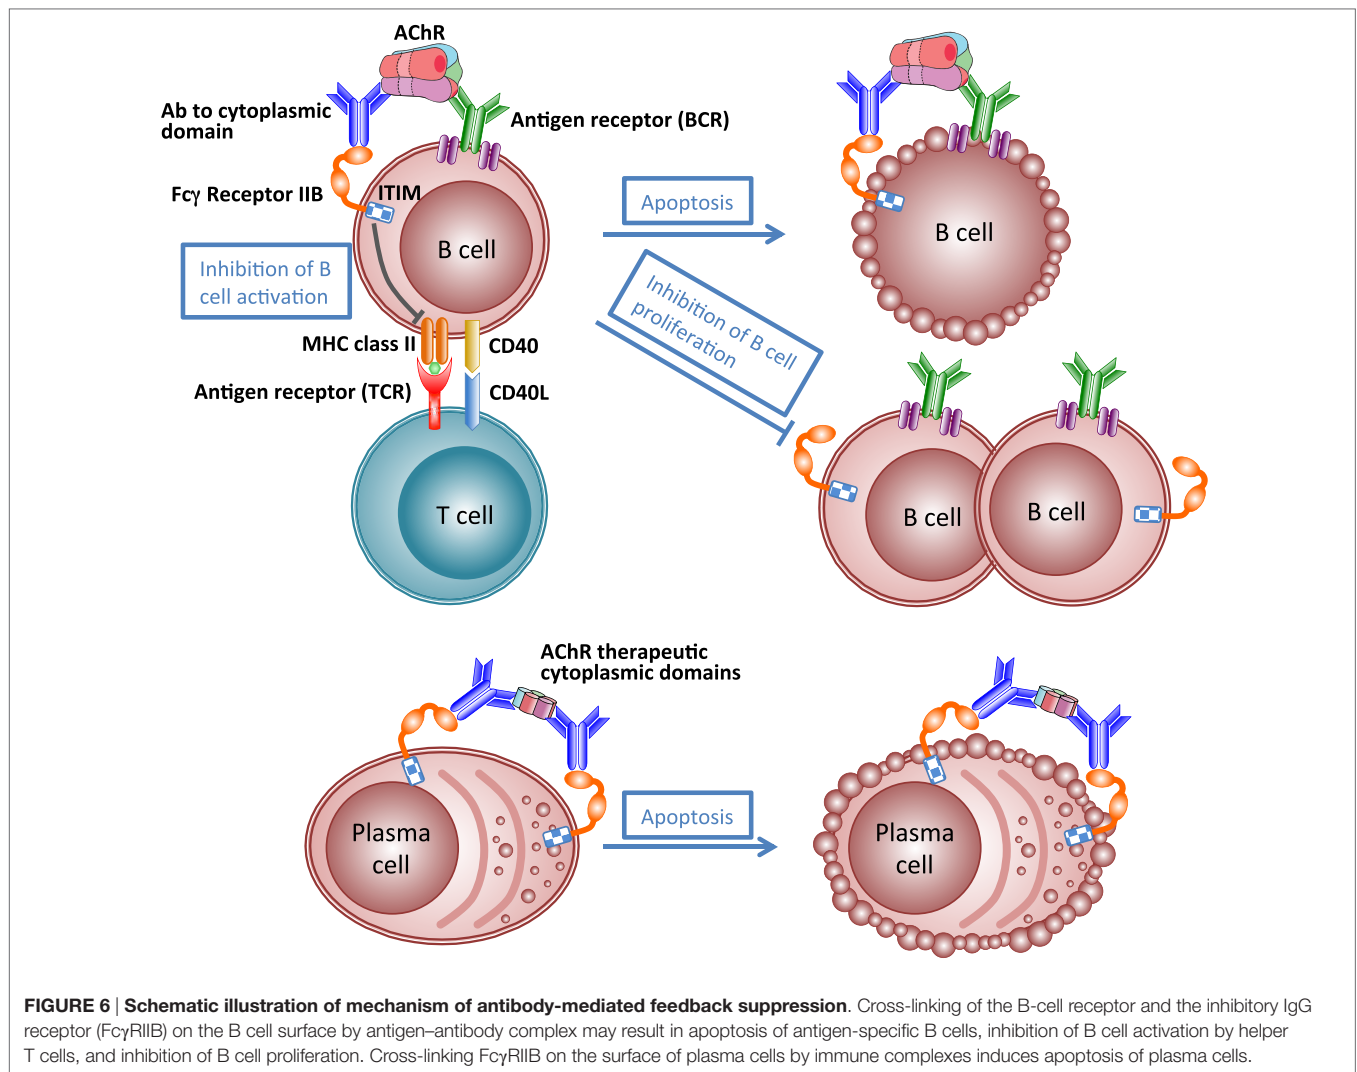 AChR
Ab to cytoplasmic
domain
Antigen receptor (BCR)
Fcγ Receptor IIB
ITIM
B cell
Inhibition of B
cell activation
MHC class II
CD40
Antigen receptor (TCR)
CD40L
T cell
Apoptosis
B cell
Inhibition of B cell
proliferation
B cell
B cell
AChR therapeutic
cytoplasmic domains
Plasma
cell
Apoptosis
Plasma
cell
FIGURE 6 | Schematic illustration of mechanism of antibody-mediated feedback suppression. Cross-linking of the B-cell receptor and the inhibitory IgG
receptor (FcγRIIB) on the B cell surface by antigen–antibody complex may result in apoptosis of antigen-specific B cells, inhibition of B cell activation by helper
T cells, and inhibition of B cell proliferation. Cross-linking FcγRIIB on the surface of plasma cells by immune complexes induces apoptosis of plasma cells.